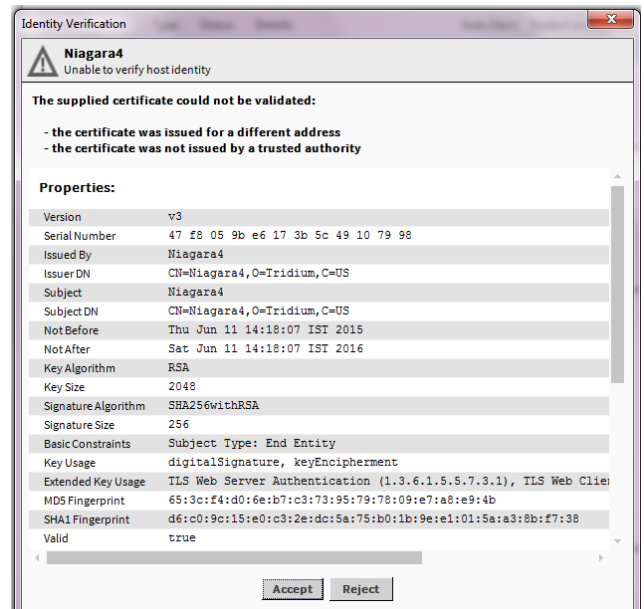 Identity Verification
Niagara4
Unable to verify host identity
The supplied certificate could not be validated:
- the certificate was issued for a different address
- the certificate was not issued by a trusted authority
Properties:
Version v3
Serial Number 47 f8 05 9b e6 17 3b 5c 49 10 79 98
Issued By Niagara4
Issuer DN CN=Niagara4,O=Tridium,C=US
Subject Niagara4
Subject DN CN=Niagara4,O=Tridium,C=US
Not Before Thu Jun 11 14:18:07 IST 2015
Not After Sat Jun 11 14:18:07 IST 2016
Key Algorithm RSA
Key Size 2048
Signature Algorithm SHA256withRSA
Signature Size 256
Basic Constraints Subject Type: End Entity
Key Usage digitalSignature, keyEncipherment
Extended Key Usage TLS Web Server Authentication (1.3.6.1.5.5.7.3.1), TLS Web Clie
MD5 Fingerprint 65:3c:f4:d0:6e:b7:c3:73:95:79:78:09:e7:a8:e9:4b
SHA1 Fingerprint d6:c0:9c:15:e0:c3:2e:dc:5a:75:b0:1b:9e:e1:01:5a:a3:8b:f7:38
Valid true
Accept Reject